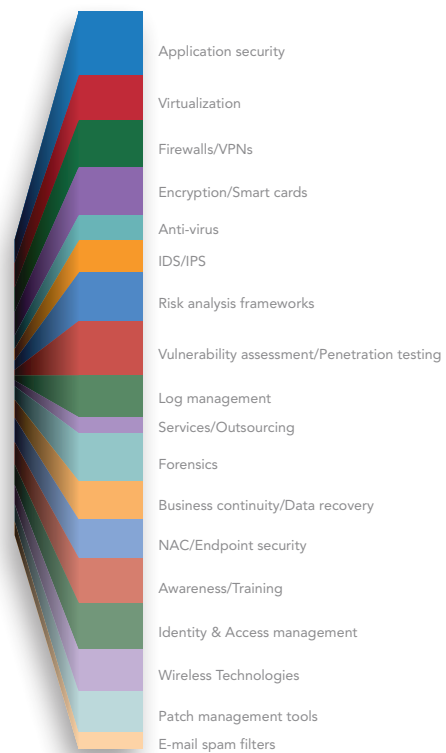 Application security
Virtualization
Firewalls/VPNs
Encryption/Smart cards
Anti-virus
IDS/IPS
Risk analysis frameworks
Vulnerability assessment/Penetration testing
Log management
Services/Outsourcing
Forensics
Business continuity/Data recovery
NAC/Endpoint security
Awareness/Training
Identity & Access management
Wireless Technologies
Patch management tools
E-mail spam filters